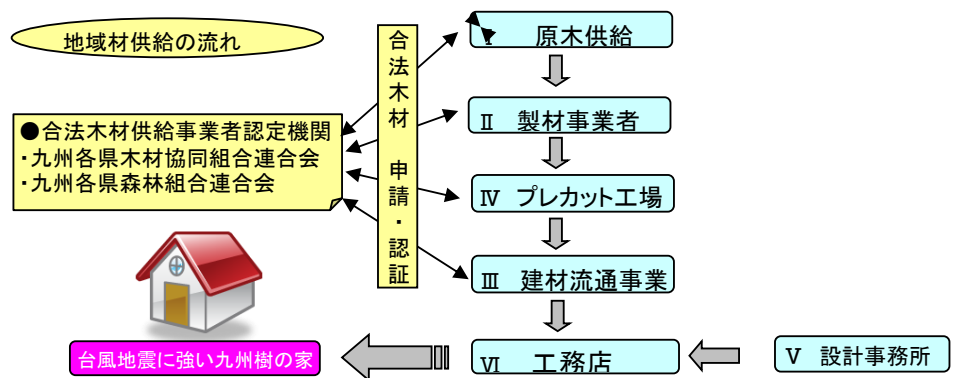 地域材供給の流れ
合法木材 申請・認証
●合法木材供給事業者認定機関
・九州各県木材協同組合連合会
・九州各県森林組合連合会
Ⅰ 原木供給
Ⅱ 製材事業者
Ⅳ プレカット工場
Ⅲ 建材流通事業
Ⅵ 工務店
Ⅴ 設計事務所
台風地震に強い九州樹の家